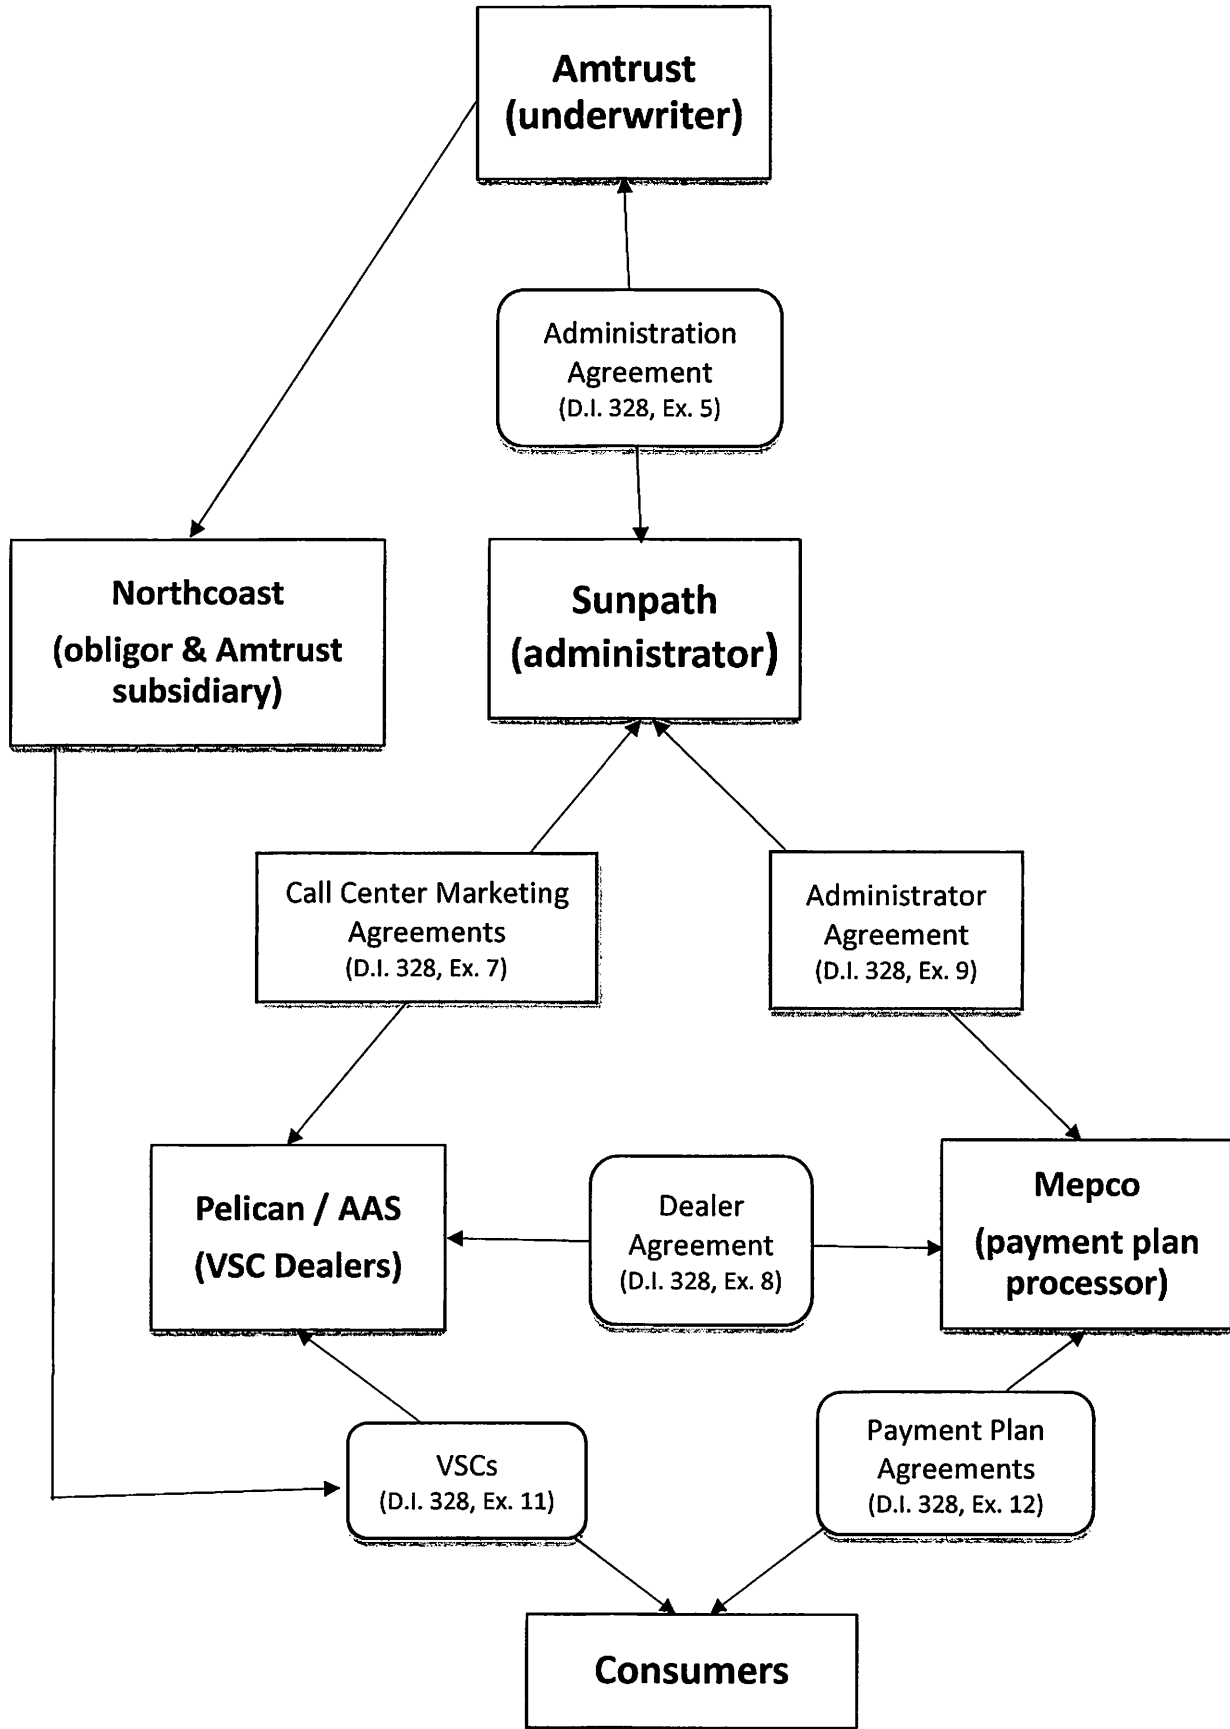 Amtrust
(underwriter)
Administration
Agreement
(D.I. 328, Ex. 5)
Northcoast
(obligor & Amtrust
subsidiary)
Sunpath
(administrator)
Call Center Marketing
Agreements
(D.I. 328, Ex. 7)
Administrator
Agreement
(D.I. 328, Ex. 9)
Pelican / AAS
(VSC Dealers)
Dealer
Agreement
(D.I. 328, Ex. 8)
Mepco
(payment plan
processor)
VSCs
(D.I. 328, Ex. 11)
Payment Plan
Agreements
(D.I. 328, Ex. 12)
Consumers